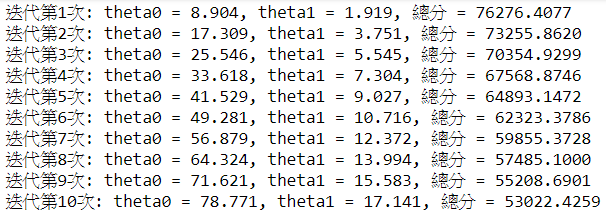 迭代第1次: theta0 = 8.904, theta1 = 1.919, 總分 = 76276.4077
迭代第2次: theta0 = 17.309, theta1 = 3.751, 總分 = 73255.8620
迭代第3次: theta0 = 25.546, theta1 = 5.545, 總分 = 70354.9299
迭代第4次: theta0 = 33.618, theta1 = 7.304, 總分 = 67568.8746
迭代第5次: theta0 = 41.529, theta1 = 9.027, 總分 = 64893.1472
迭代第6次: theta0 = 49.281, theta1 = 10.716, 總分 = 62323.3786
迭代第7次: theta0 = 56.879, theta1 = 12.372, 總分 = 59855.3728
迭代第8次: theta0 = 64.324, theta1 = 13.994, 總分 = 57485.1000
迭代第9次: theta0 = 71.621, theta1 = 15.583, 總分 = 55208.6901
迭代第10次: theta0 = 78.771, theta1 = 17.141, 總分 = 53022.4259